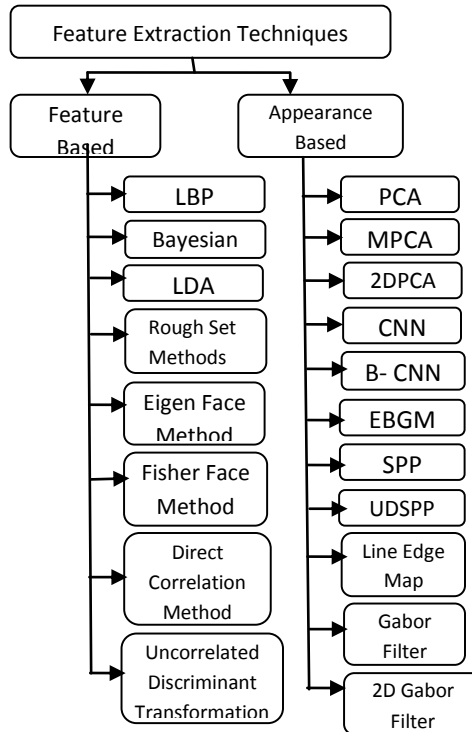 Feature Extraction Techniques
Feature
Based
Appearance
Based
LBP
Bayesian
LDA
Rough Set
Methods
Eigen Face
Method
Fisher Face
Method
Direct
Correlation
Method
Uncorrelated
Discriminant
Transformation
PCA
MPCA
2DPCA
CNN
B- CNN
EBGM
SPP
UDSPP
Line Edge
Map
Gabor
Filter
2D Gabor
Filter